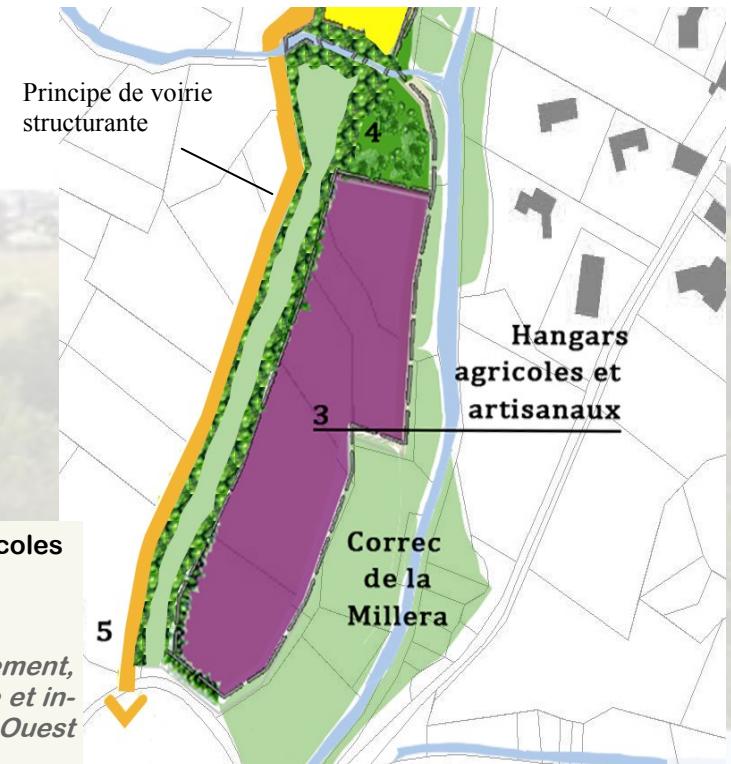 Principe de voirie
structurante
4
Hangars
agricoles et
artisanaux
3
Correc
de la
Millera
5
coles
ement,
et in-
Ouest